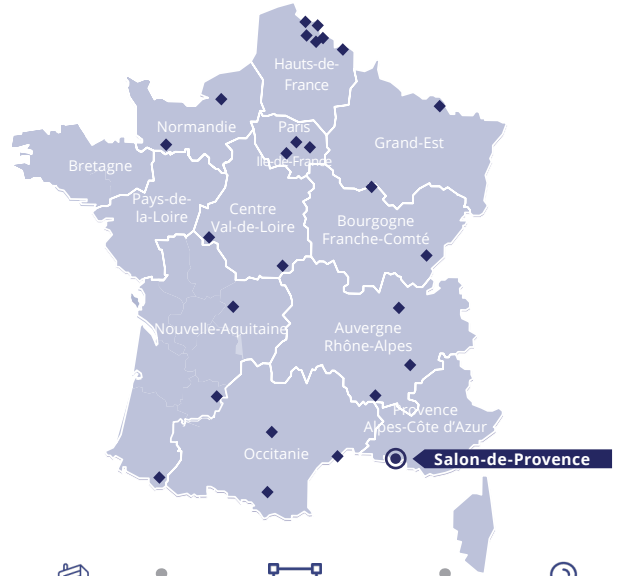 Hauts-de-
France
Normandie
Paris
Ile-de-France
Grand-Est
Bretagne
Pays-de-
la-Loire
Centre
Val-de-Loire
Bourgogne
Franche-Comté
Nouvelle-Aquitaine
Auvergne
Rhône-Alpes
Provence
Alpes-Côte d’Azur
Occitanie
Salon-de-Provence